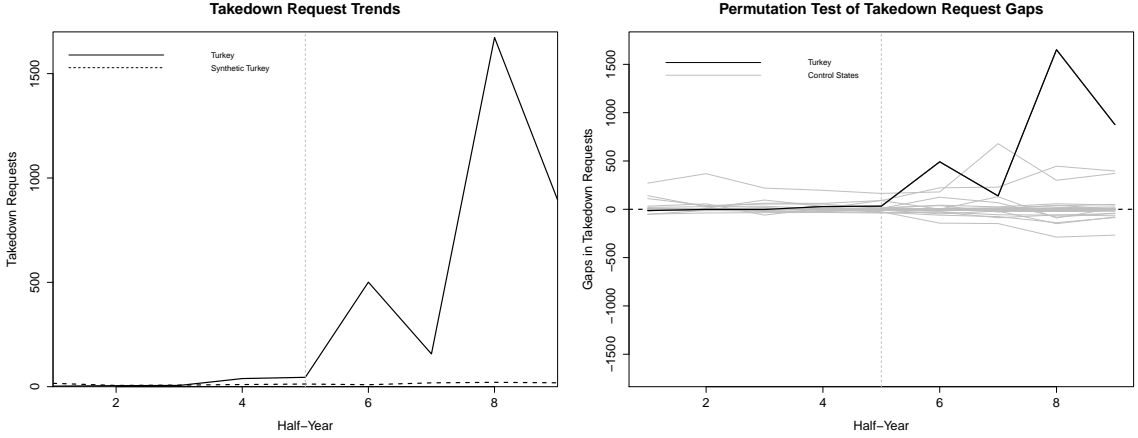 Takedown Request Trends
Turkey
Synthetic Turkey
Takedown Requests
0
500
1000
1500
2 4 6 8
Half−Year
Permutation Test of Takedown Request Gaps
Turkey
Control States
Gaps in Takedown Requests
−1500
−1000
−500
0
500
1000
1500
2 4 6 8
Half−Year